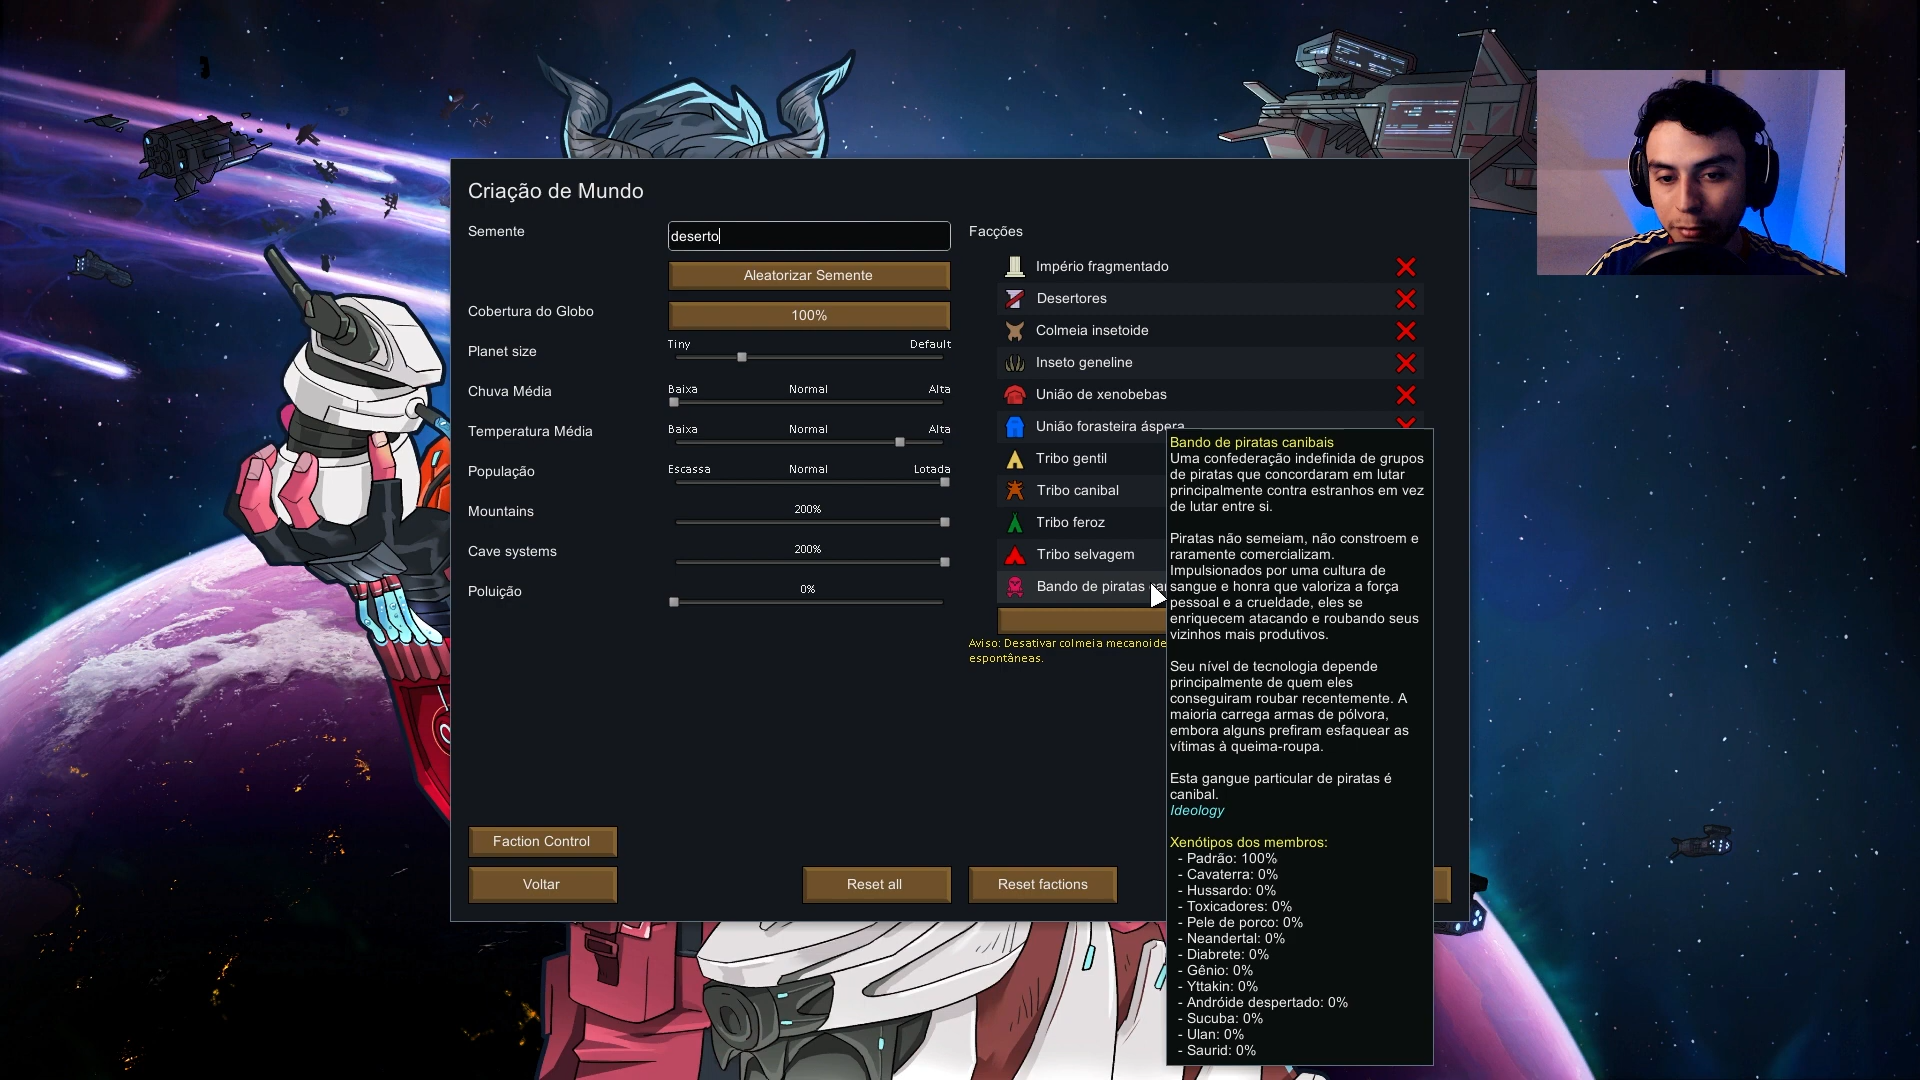 Criação de Mundo
Semente
deserto
Aleatorizar Semente
Cobertura do Globo
100%
Planet size
Tiny
Default
Chuva Média
Baixa
Normal
Alta
Temperatura Média
Baixa
Normal
Alta
População
Escassa
Normal
Lotada
Mountains
200%
Cave systems
200%
Poluição
0%
Facções
Império fragmentado
Desertores
Colmeia insetoide
Inseto geneline
União de xenobebas
União forasteira áspera
Tribo gentil
Tribo canibal
Tribo feroz
Tribo selvagem
Bando de piratas
Aviso: Desativar colmeia mecanoide
espontâneas.
Bando de piratas canibais
Uma confederação indefinida de grupos
de piratas que concordaram em lutar
principalmente contra estranhos em vez
de lutar entre si.
Piratas não semeiam, não constroem e
raramente comercializam.
Impulsionados por uma cultura de
sangue e honra que valoriza a força
pessoal e a crueldade, eles se
enriquecem atacando e roubando seus
vizinhos mais produtivos.
Seu nível de tecnologia depende
principalmente de quem eles
conseguiram roubar recentemente. A
maioria carrega armas de pólvora,
embora alguns prefiram esfaquear as
vítimas à queima-roupa.
Esta gangue particular de piratas é
canibal.
Ideology
Xenótipos dos membros:
- Padrão: 100%
- Cavaterra: 0%
- Hussardo: 0%
- Toxicadores: 0%
- Pele de porco: 0%
- Neandertal: 0%
- Diabrete: 0%
- Gênio: 0%
- Yttakin: 0%
- Andróide despertado: 0%
- Sucuba: 0%
- Ulan: 0%
- Saurid: 0%
Faction Control
Voltar
Reset all
Reset factions